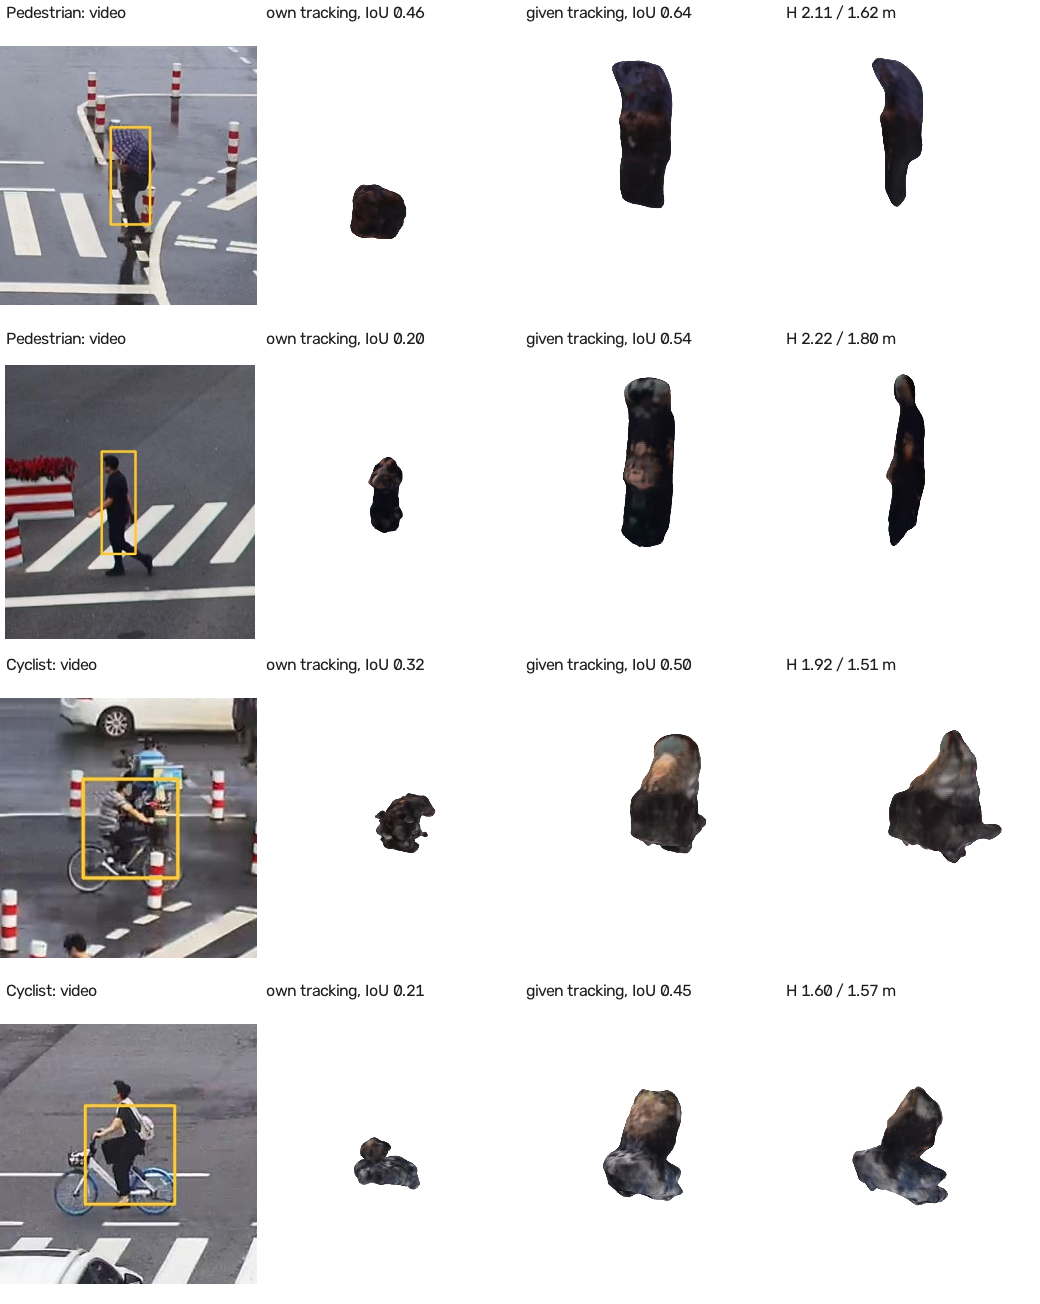 Pedestrian: video own tracking, IoU 0.46 given tracking, IoU 0.64 H 2.11 / 1.62 m
Pedestrian: video own tracking, IoU 0.20 given tracking, IoU 0.54 H 2.22 / 1.80 m
Cyclist: video own tracking, IoU 0.32 given tracking, IoU 0.50 H 1.92 / 1.51 m
Cyclist: video own tracking, IoU 0.21 given tracking, IoU 0.45 H 1.60 / 1.57 m